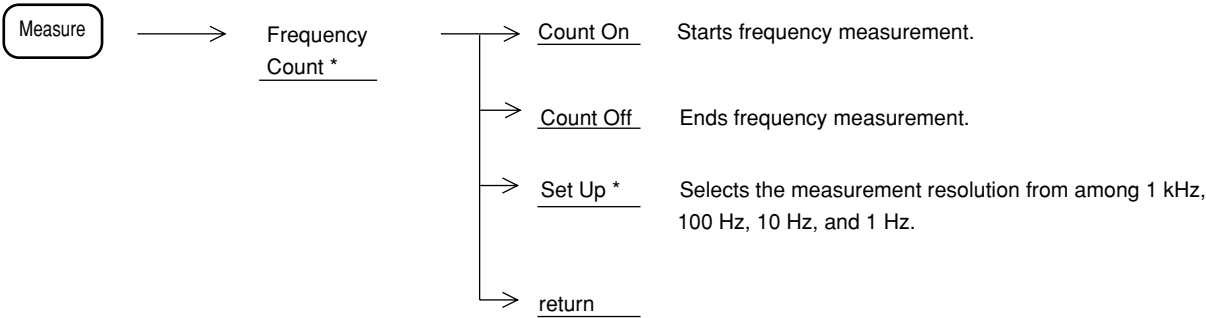 Measure
Frequency
Count *
Count On Starts frequency measurement.
Count Off Ends frequency measurement.
Set Up * Selects the measurement resolution from among 1 kHz,
100 Hz, 10 Hz, and 1 Hz.
return